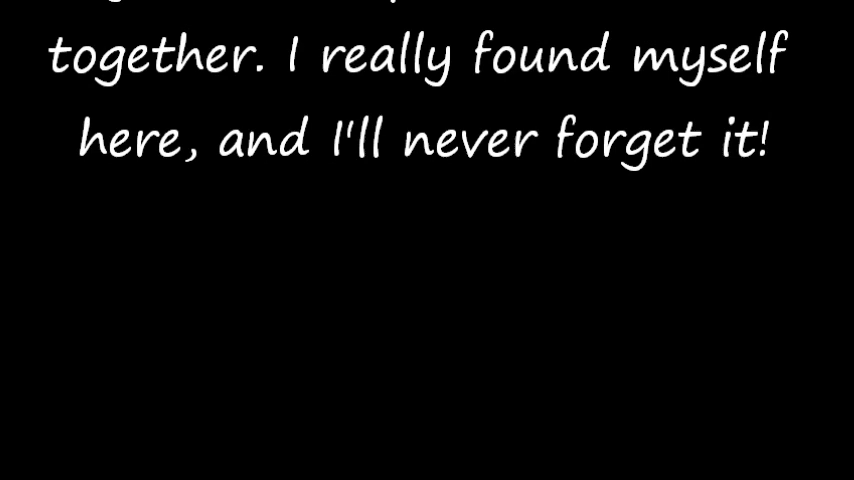 together. I really found myself
here, and I'll never forget it!